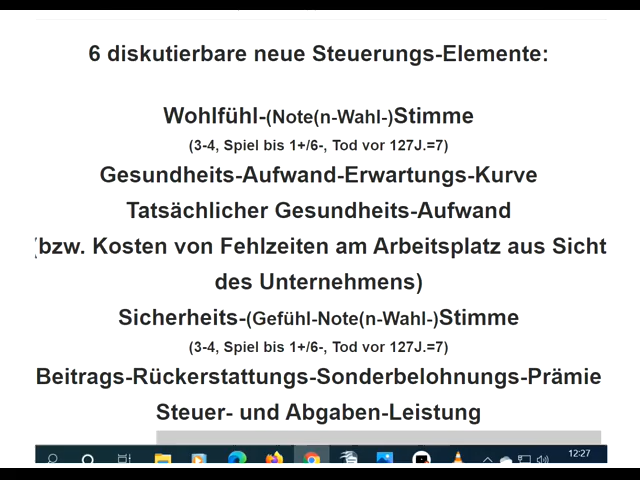 6 diskutierbare neue Steuerungs-Elemente:
Wohlfühl-(Note(n-Wahl-)Stimme
(3-4, Spiel bis 1+/6-, Tod vor 127J.=7)
Gesundheits-Aufwand-Erwartungs-Kurve
Tatsächlicher Gesundheits-Aufwand
(bzw. Kosten von Fehlzeiten am Arbeitsplatz aus Sicht
des Unternehmens)
Sicherheits-(Gefühl-Note(n-Wahl-)Stimme
(3-4, Spiel bis 1+/6-, Tod vor 127J.=7)
Beitrags-Rückerstattungs-Sonderbelohnungs-Prämie
Steuer- und Abgaben-Leistung
12:27